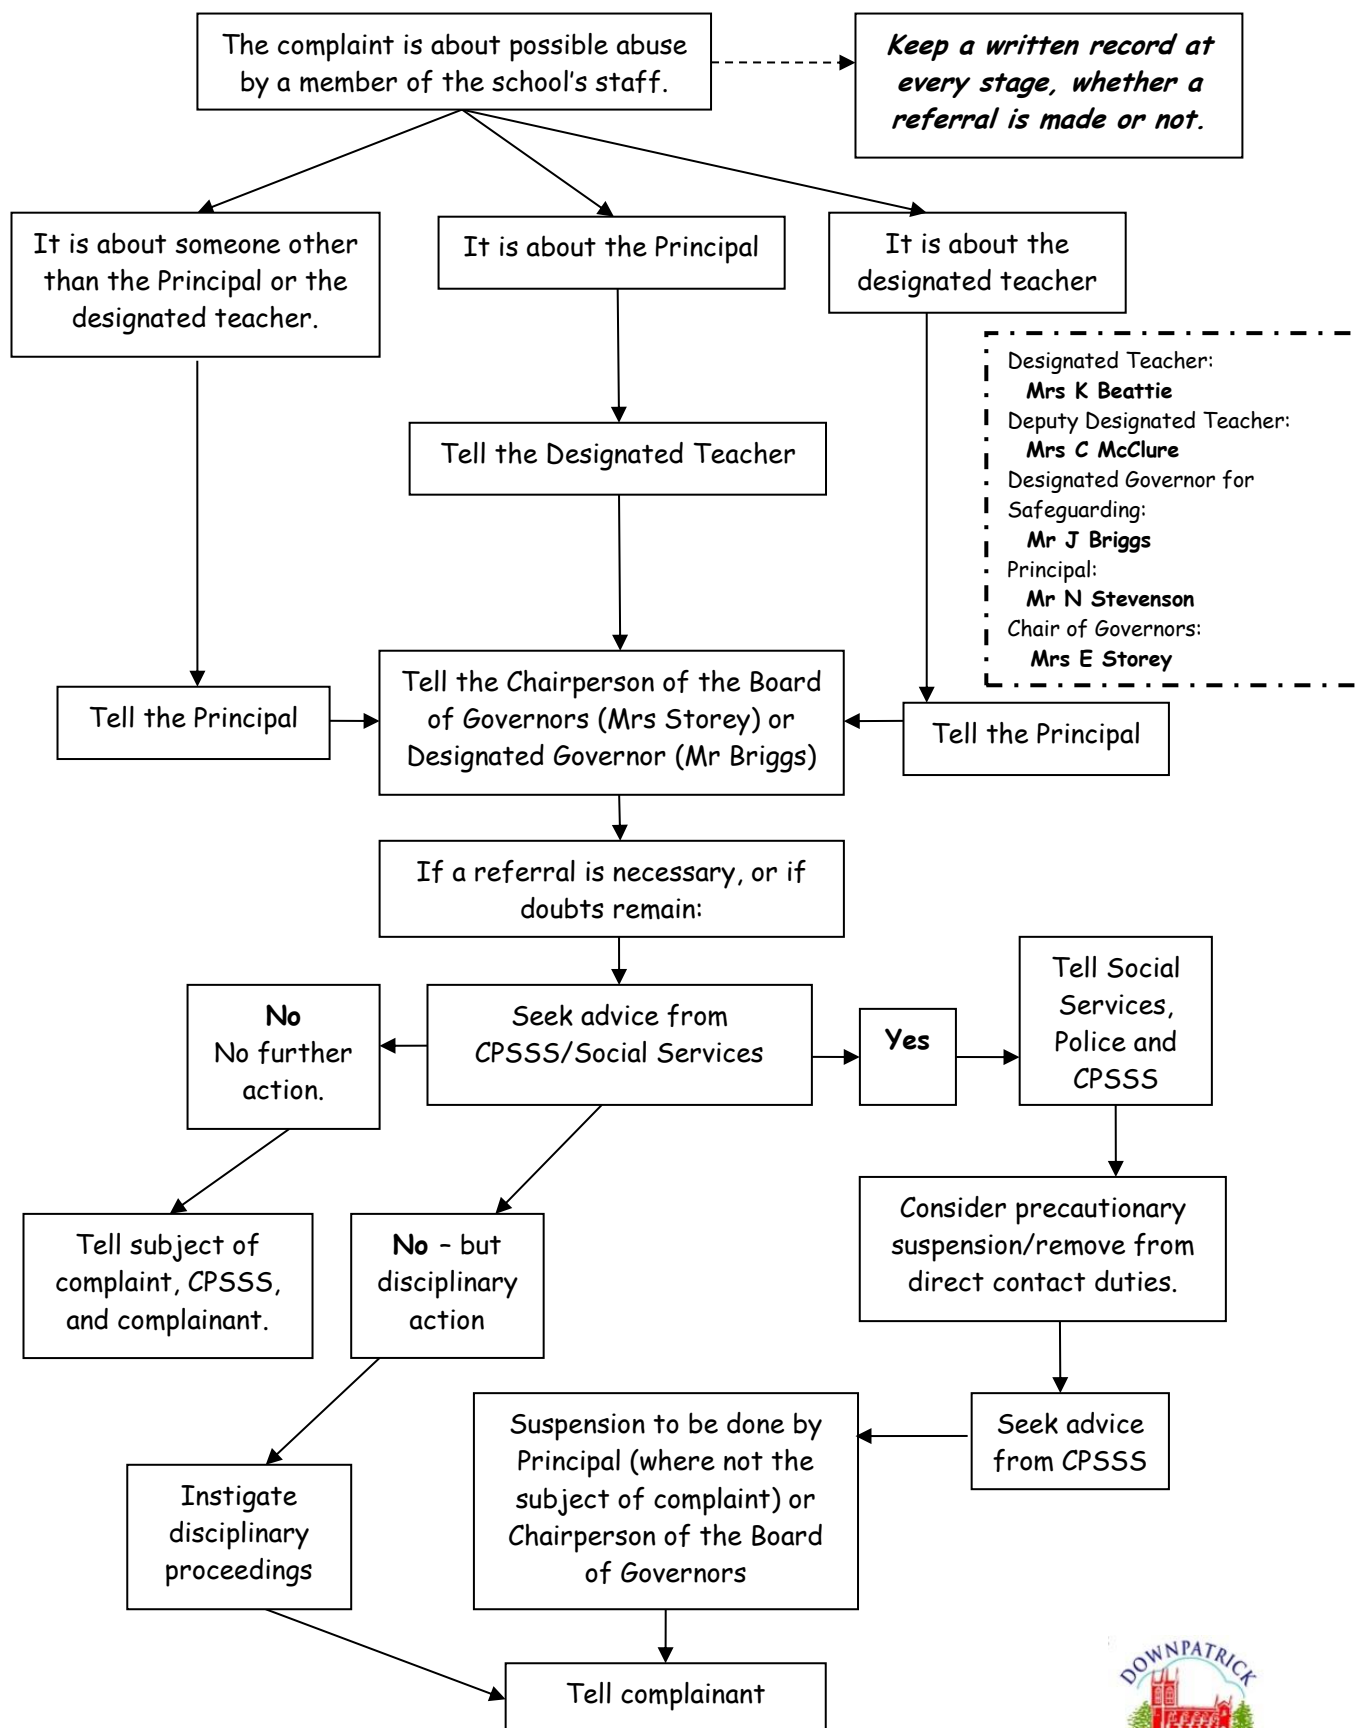 The complaint is about possible abuse
by a member of the school's staff.
Keep a written record at
every stage, whether a
referral is made or not.
It is about someone other
than the Principal or the
designated teacher.
It is about the Principal
It is about the
designated teacher
Designated Teacher:
Mrs K Beattie
Deputy Designated Teacher:
Mrs C McClure
Designated Governor for
Safeguarding:
Mr J Briggs
Principal:
Mr N Stevenson
Chair of Governors:
Mrs E Storey
Tell the Designated Teacher
Tell the Principal
Tell the Chairperson of the Board
of Governors (Mrs Storey) or
Designated Governor (Mr Briggs)
Tell the Principal
If a referral is necessary, or if
doubts remain:
No
No further
action.
Seek advice from
CPSSS/Social Services
Yes
Tell Social
Services,
Police and
CPSSS
Tell subject of
complaint, CPSSS,
and complainant.
No – but
disciplinary
action
Consider precautionary
suspension/remove from
direct contact duties.
Instigate
disciplinary
proceedings
Suspension to be done by
Principal (where not the
subject of complaint) or
Chairperson of the Board
of Governors
Seek advice
from CPSSS
Tell complainant
DOWNPATRICK